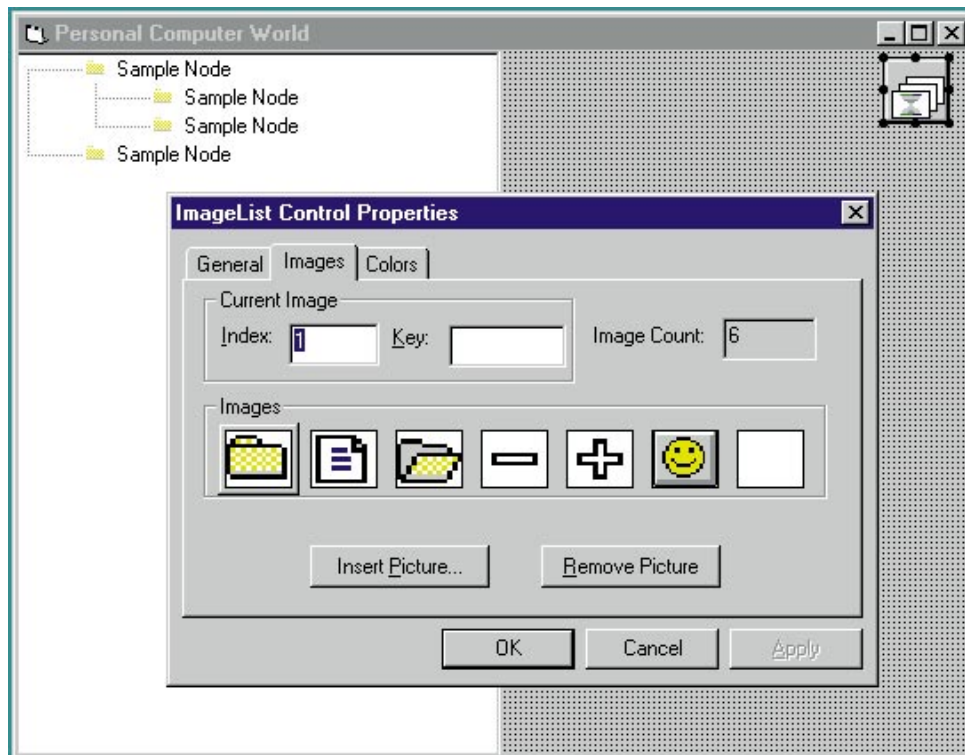 Personal Computer World
Sample Node
Sample Node
Sample Node
Sample Node
ImageList Control Properties
General Images Colors
Current Image
Index: 1 Key: Image Count: 6
Images
Insert Picture... Remove Picture
OK Cancel Apply